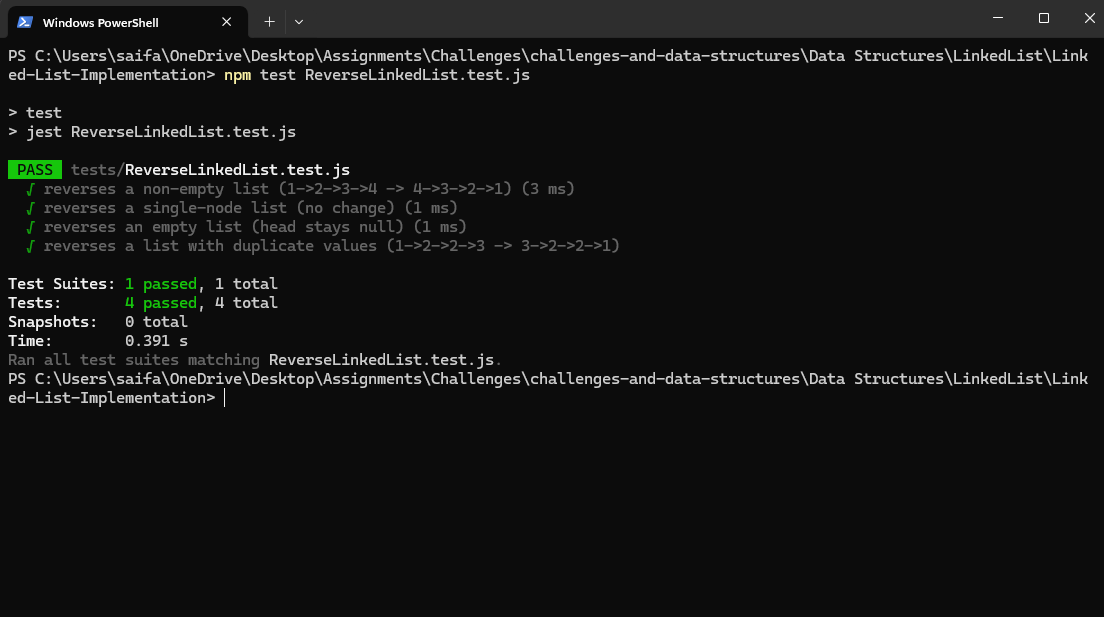 Windows PowerShell
PS C:\Users\saifa\OneDrive\Desktop\Assignments\Challenges\challenges-and-data-structures\Data Structures\LinkedList\Link
ed-List-Implementation> npm test ReverseLinkedList.test.js
> test
> jest ReverseLinkedList.test.js
PASS tests/ReverseLinkedList.test.js
√ reverses a non-empty list (1->2->3->4 -> 4->3->2->1) (3 ms)
√ reverses a single-node list (no change) (1 ms)
√ reverses an empty list (head stays null) (1 ms)
√ reverses a list with duplicate values (1->2->2->3 -> 3->2->2->1)
Test Suites: 1 passed, 1 total
Tests: 4 passed, 4 total
Snapshots: 0 total
Time: 0.391 s
Ran all test suites matching ReverseLinkedList.test.js.
PS C:\Users\saifa\OneDrive\Desktop\Assignments\Challenges\challenges-and-data-structures\Data Structures\LinkedList\Link
ed-List-Implementation>